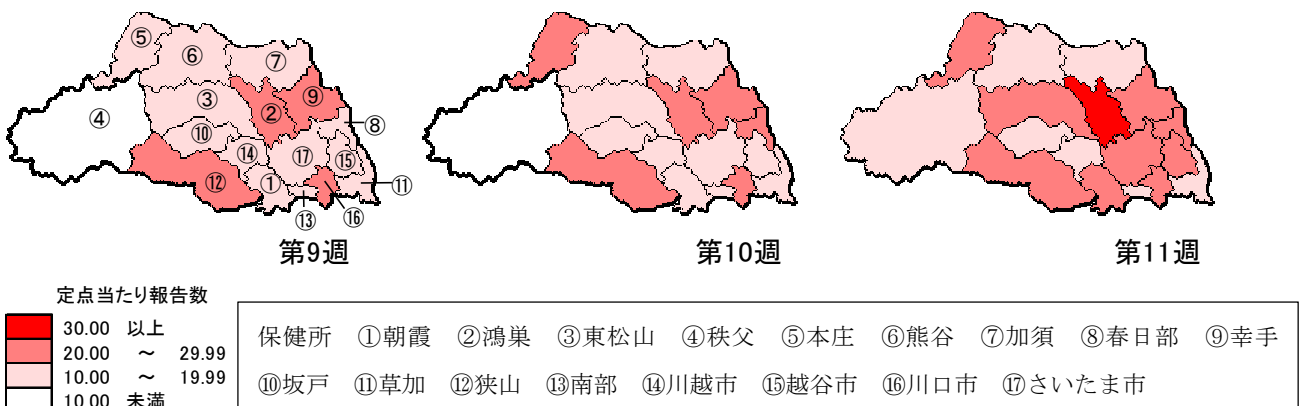 ⑤
⑥
⑦
③
⑨
②
④
⑧
⑩
⑭
⑰
⑮
⑫
①
⑪
⑬
⑯
第9週
第10週
第11週
定点当たり報告数
30.00 以上
20.00 ～ 29.99
10.00 ～ 19.99
10.00 未満
保健所 ①朝霞 ②鴻巣 ③東松山 ④秩父 ⑤本庄 ⑥熊谷 ⑦加須 ⑧春日部 ⑨幸手
⑩坂戸 ⑪草加 ⑫狭山 ⑬南部 ⑭川越市 ⑮越谷市 ⑯川口市 ⑰さいたま市